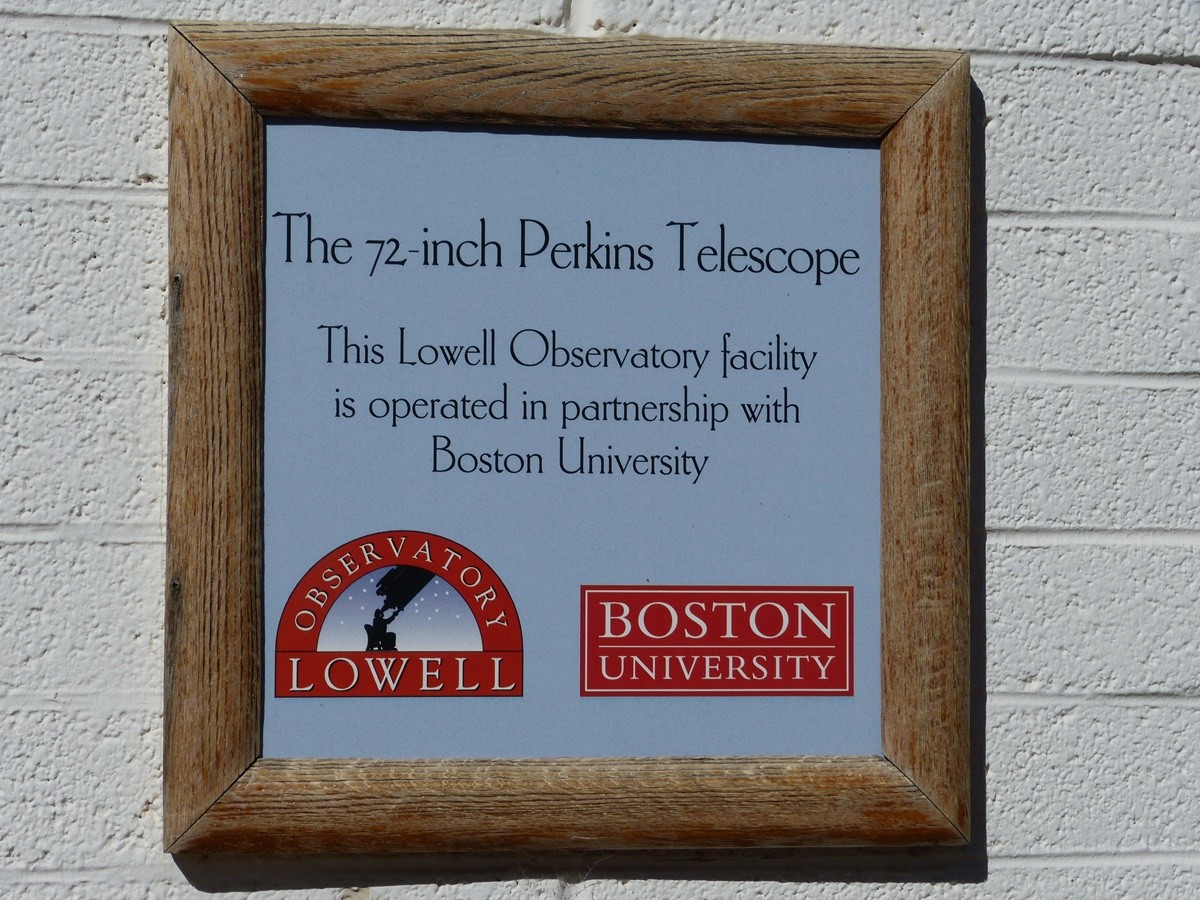 The 72-inch Perkins Telescope
This Lowell Observatory facility
is operated in partnership with
Boston University
OBSERVATORY
LOWELL
BOSTON
UNIVERSITY